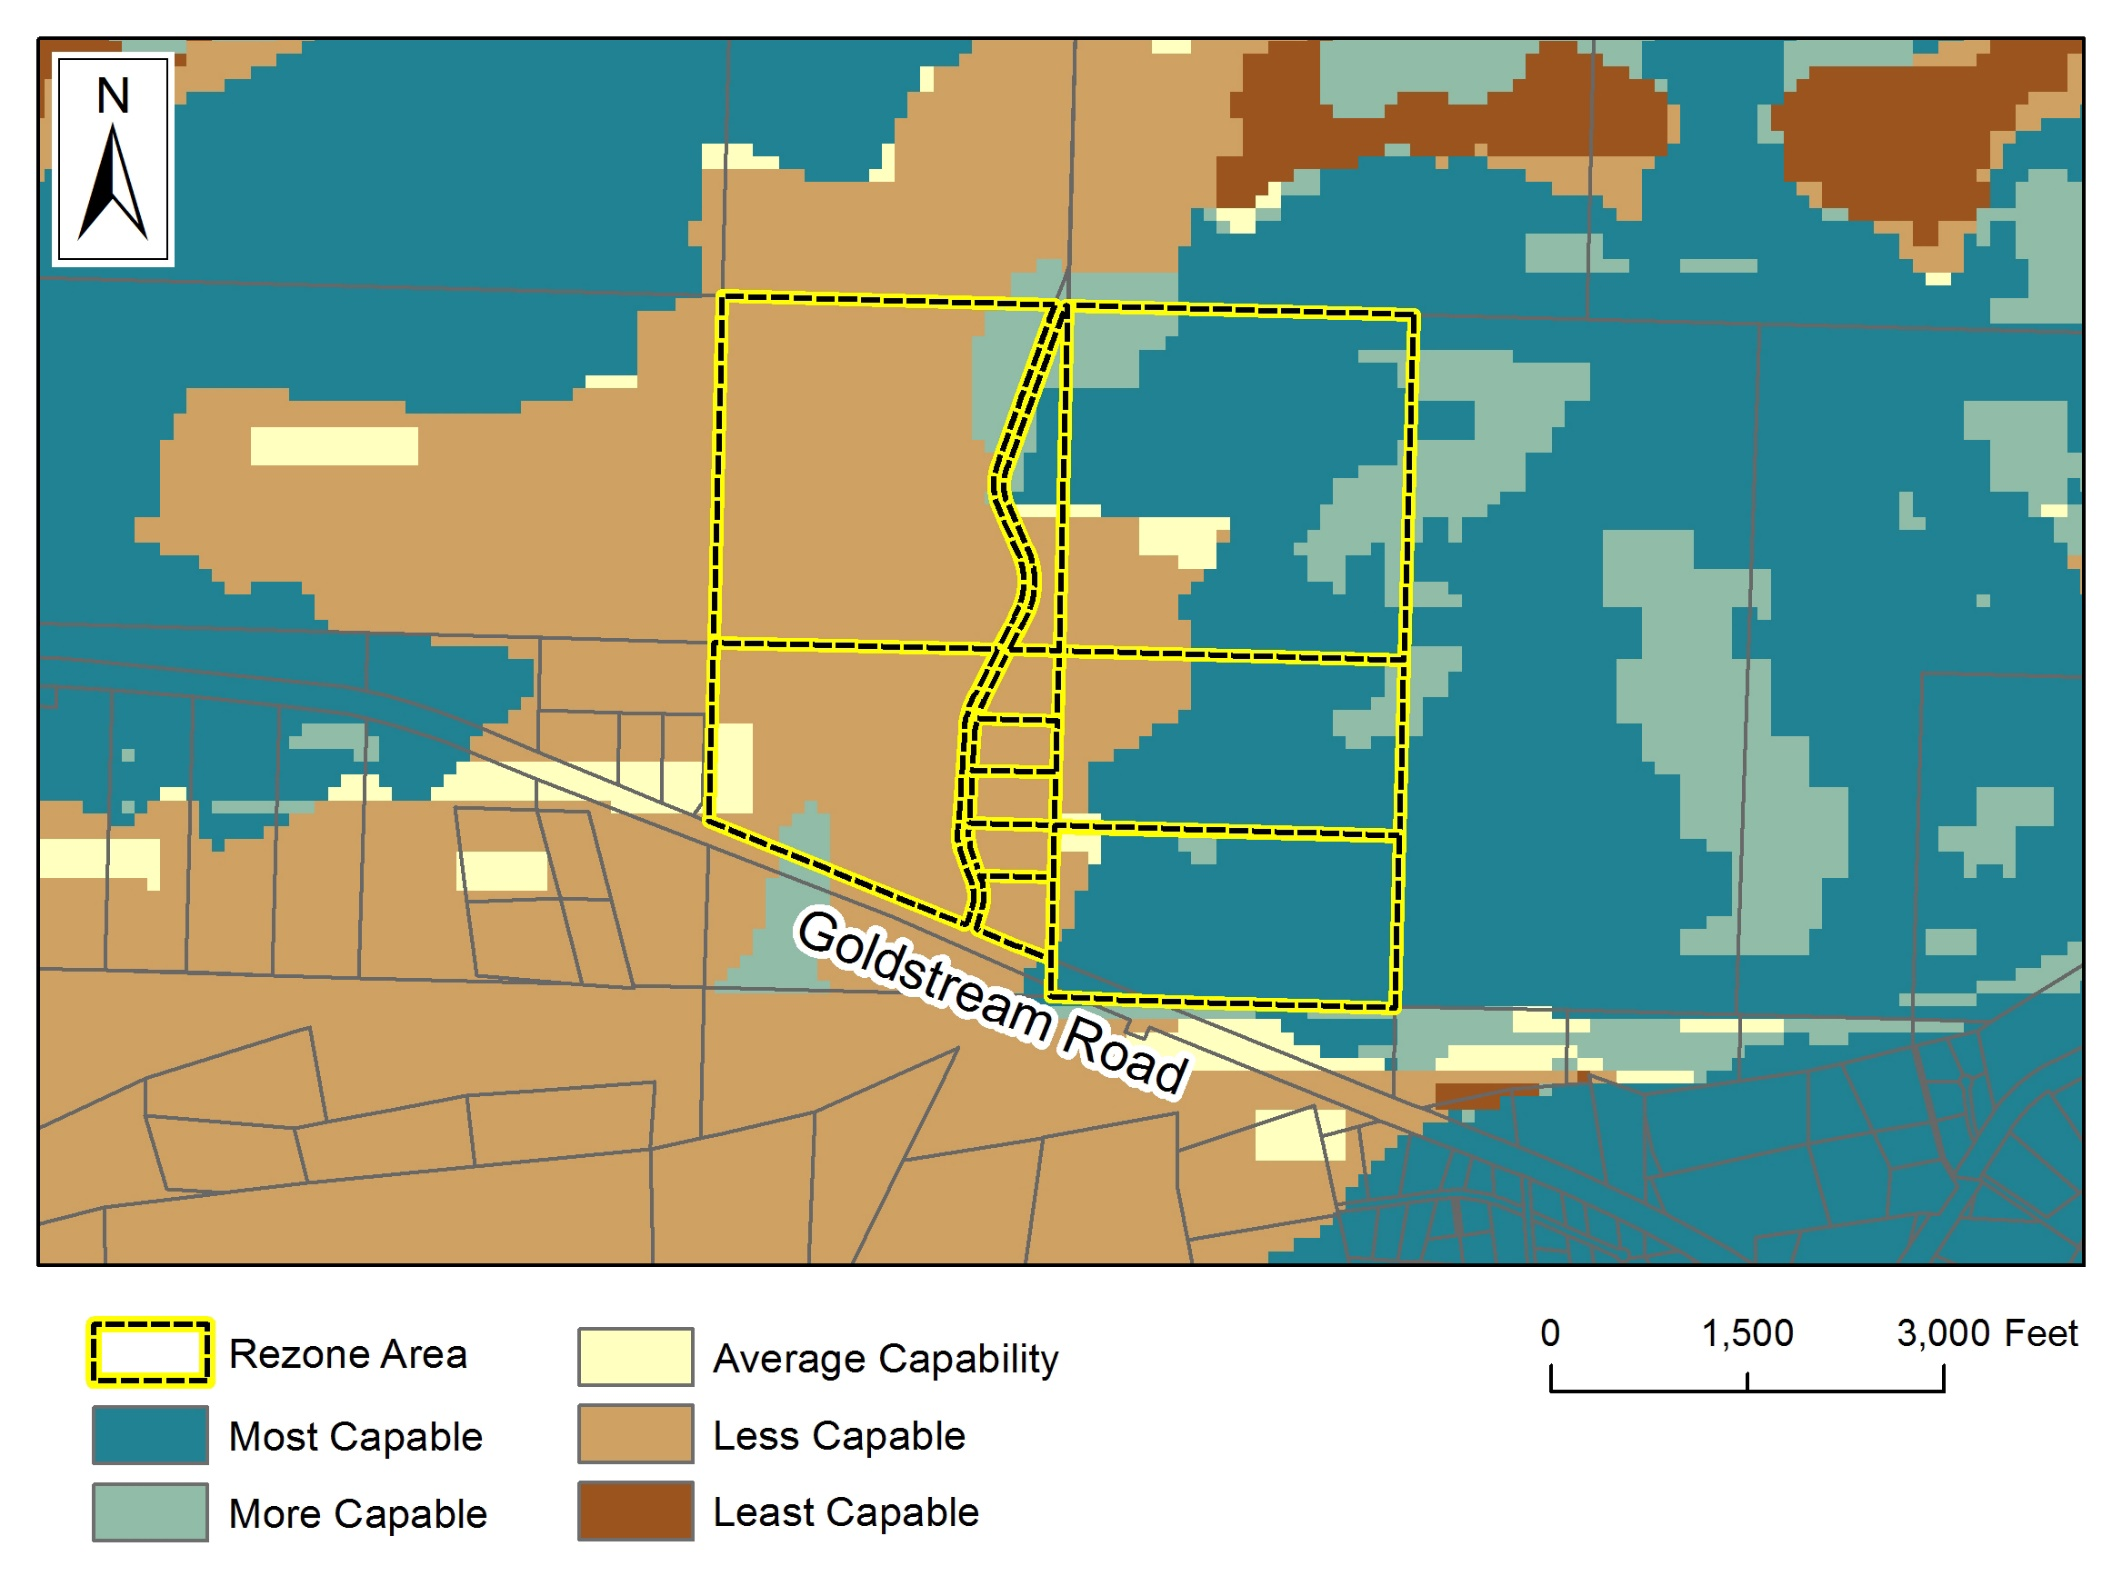 N
Goldstream Road
Rezone Area
Most Capable
More Capable
Average Capability
Less Capable
Least Capable
0 1,500 3,000 Feet